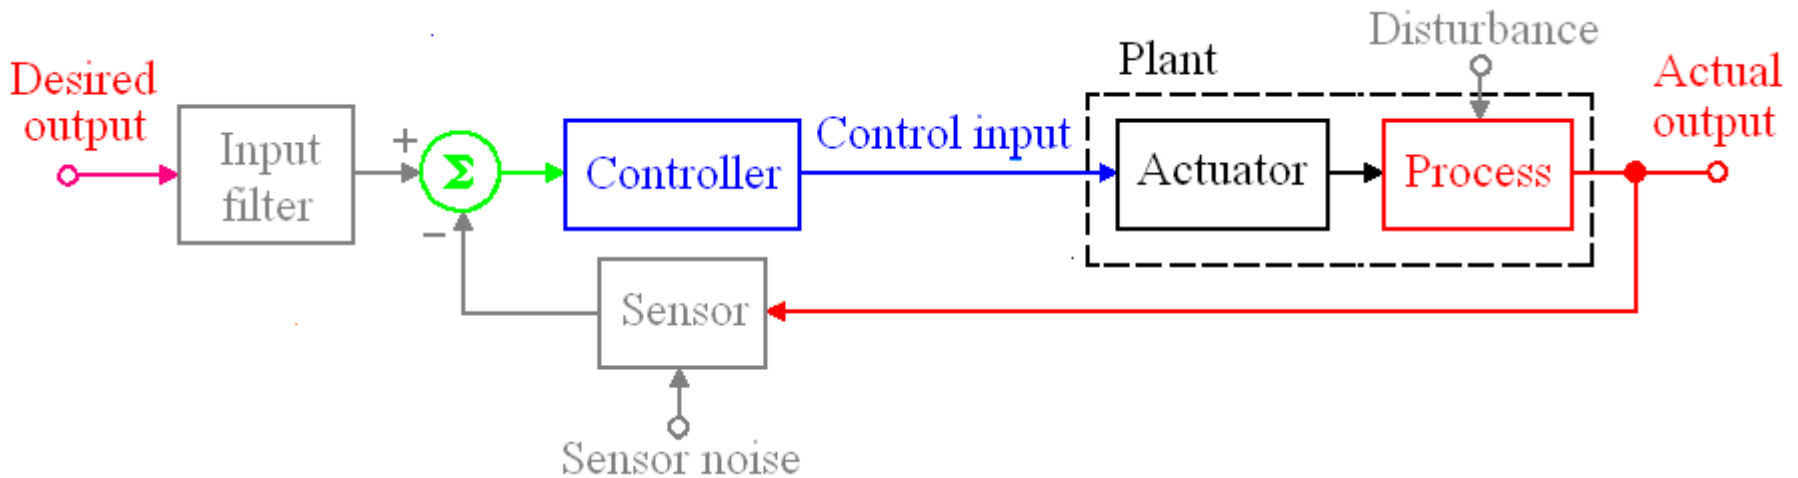 Desired
output
Input
filter
+
Σ
−
Controller
Control input
Plant
Actuator
Process
Disturbance
Actual
output
Sensor
Sensor noise